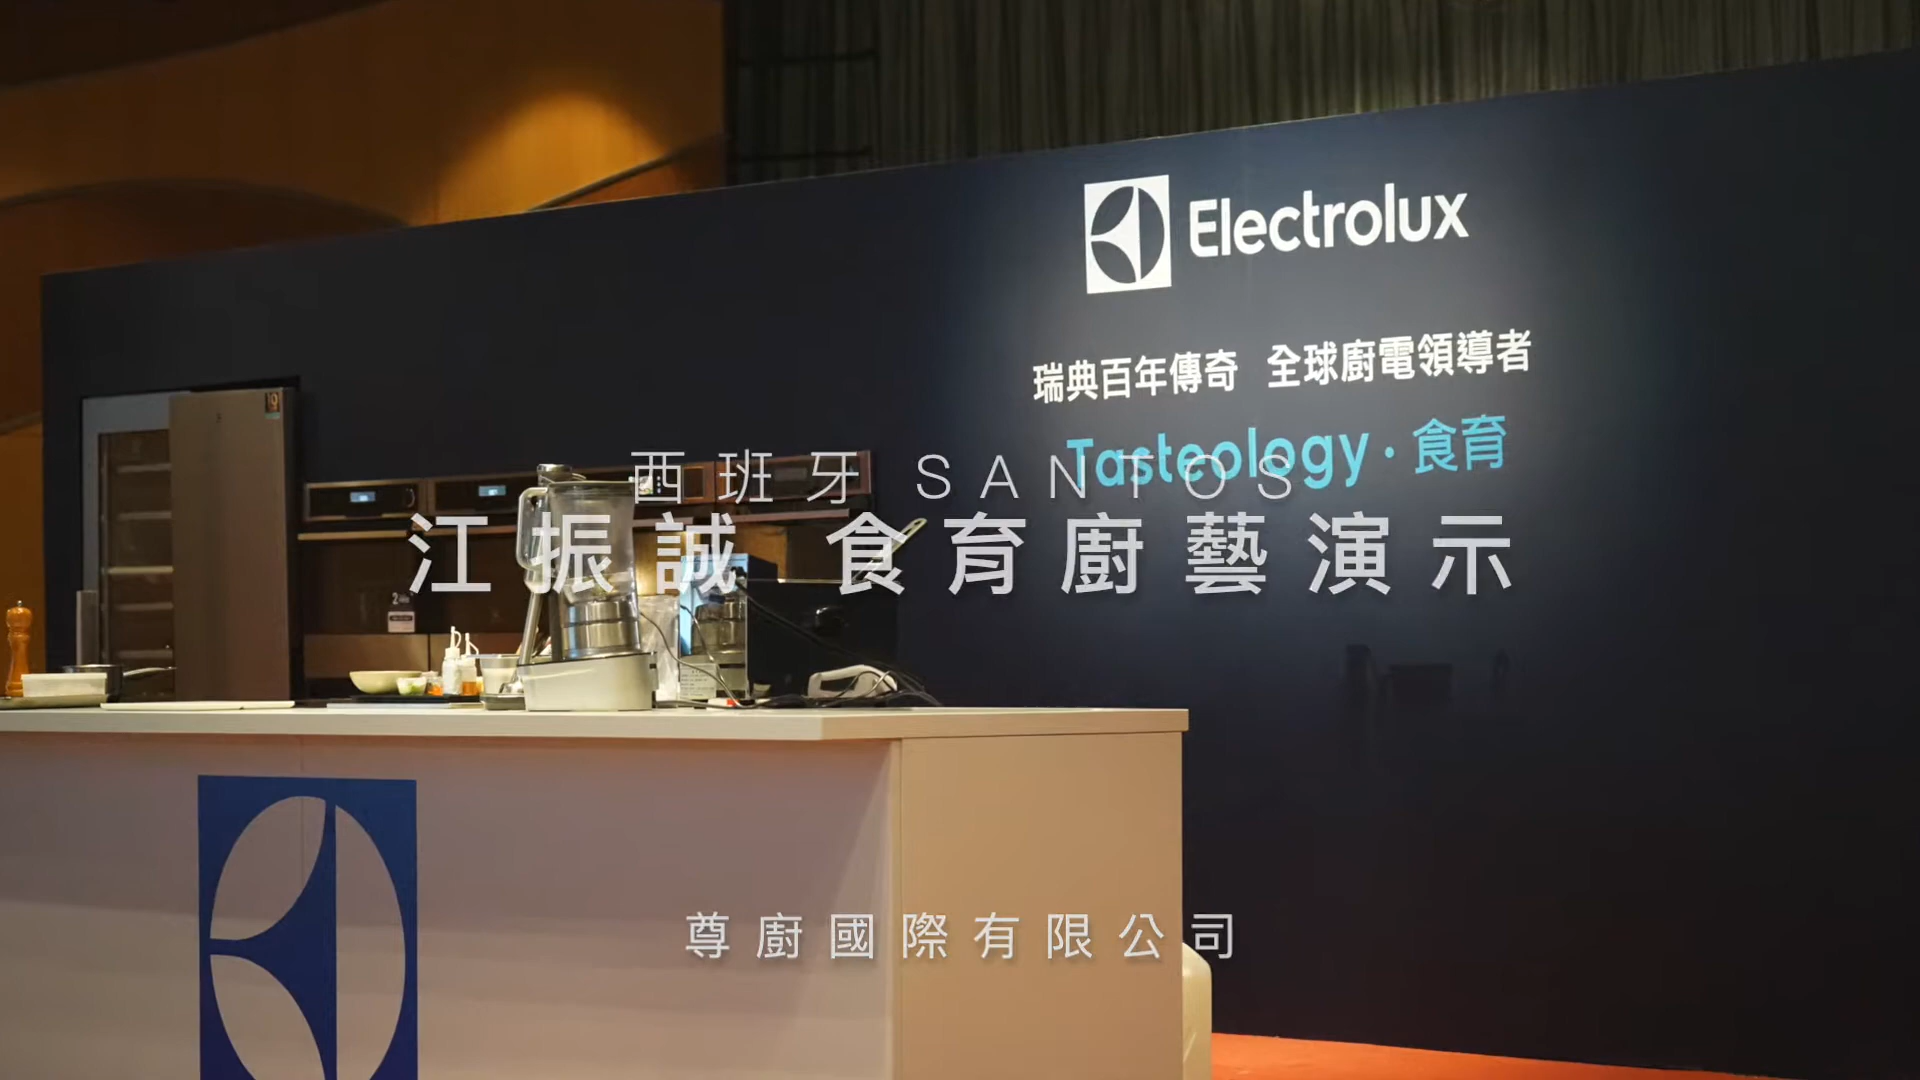 Electrolux
瑞典百年傳奇 全球廚電領導者
Tasteology·食育
西班牙 SANTOS
江振誠 食育廚藝演示
尊廚國際有限公司